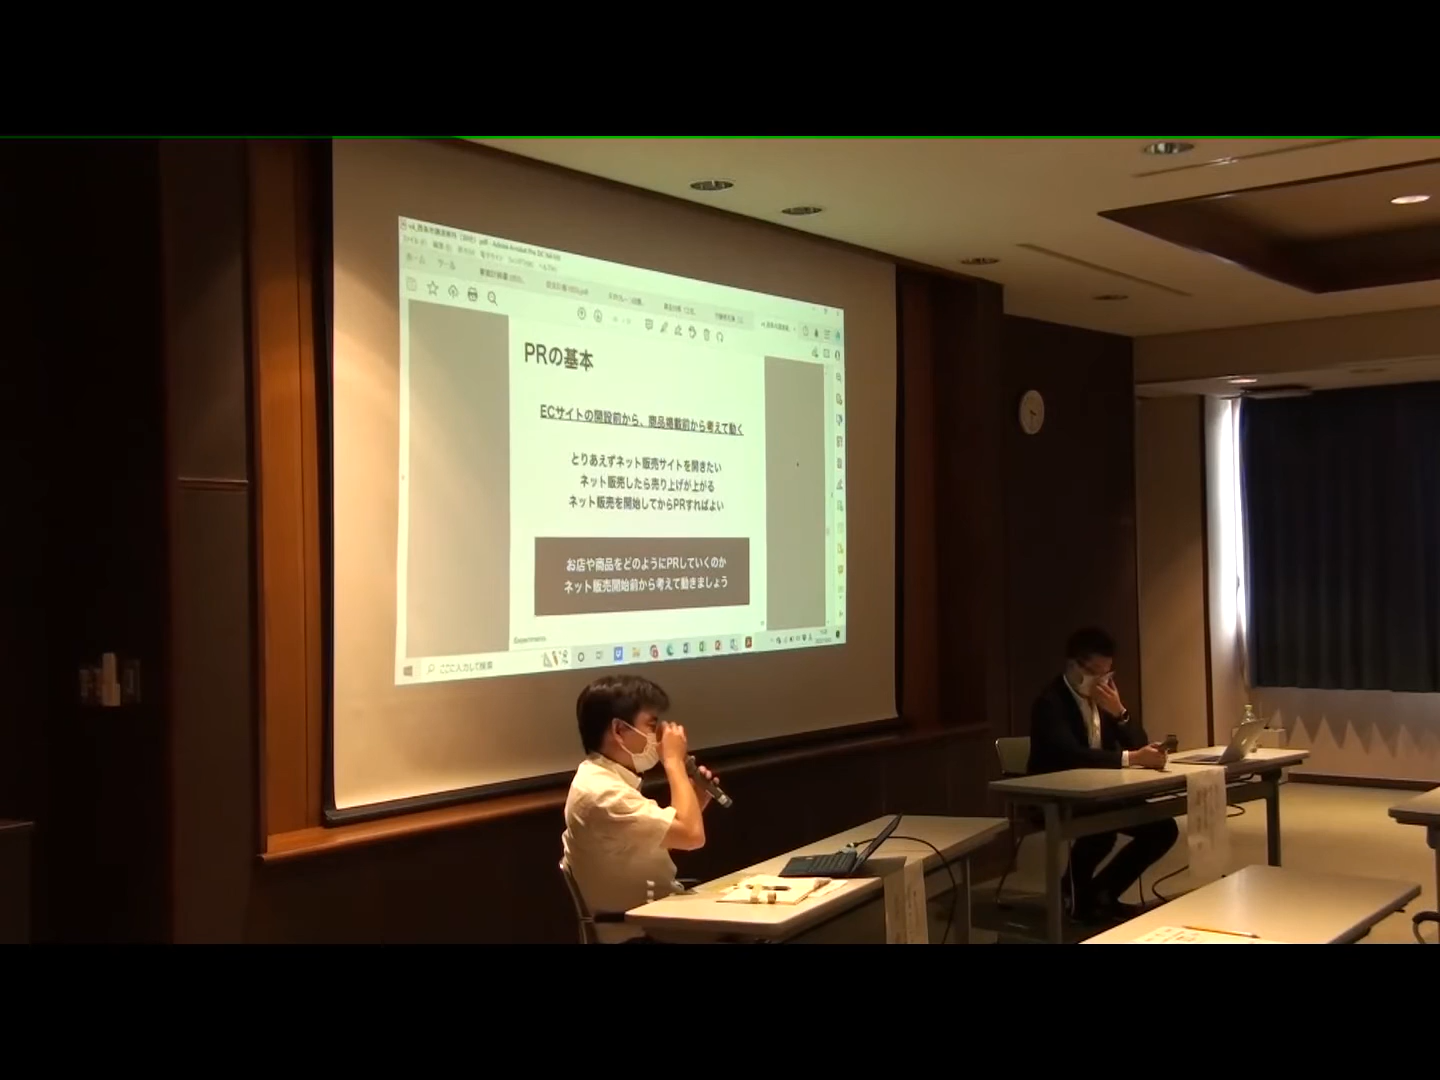 ホーム ツール
PRの基本
ECサイトの開設前から、商品掲載前から考えて動く
とりあえずネット販売サイトを開きたい
ネット販売したら売り上げが上がる
ネット販売を開始してからPRすればよい
お店や商品をどのようにPRしていくのか
ネット販売開始前から考えて動きましょう
ここに入力して検索